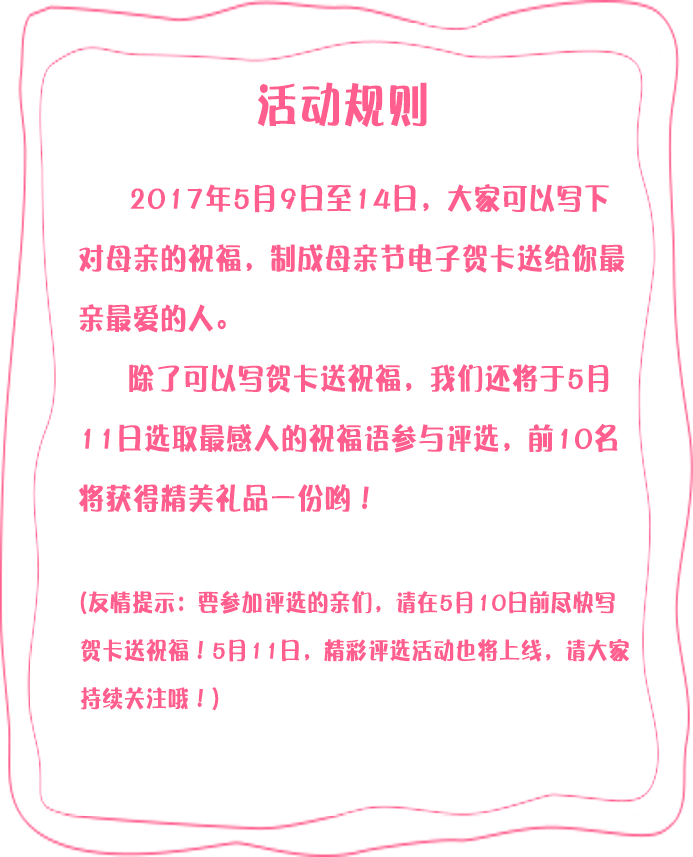 活动规则
2017年5月9日至14日，大家可以写下
对母亲的祝福，制成母亲节电子贺卡送给你最
亲最爱的人。
除了可以写贺卡送祝福，我们还将于5月
11日选取最感人的祝福语参与评选，前10名
将获得精美礼品一份哟！
(友情提示：要参加评选的亲们，请在5月10日前尽快写
贺卡送祝福！5月11日，精彩评选活动也将上线，请大家
持续关注哦！)